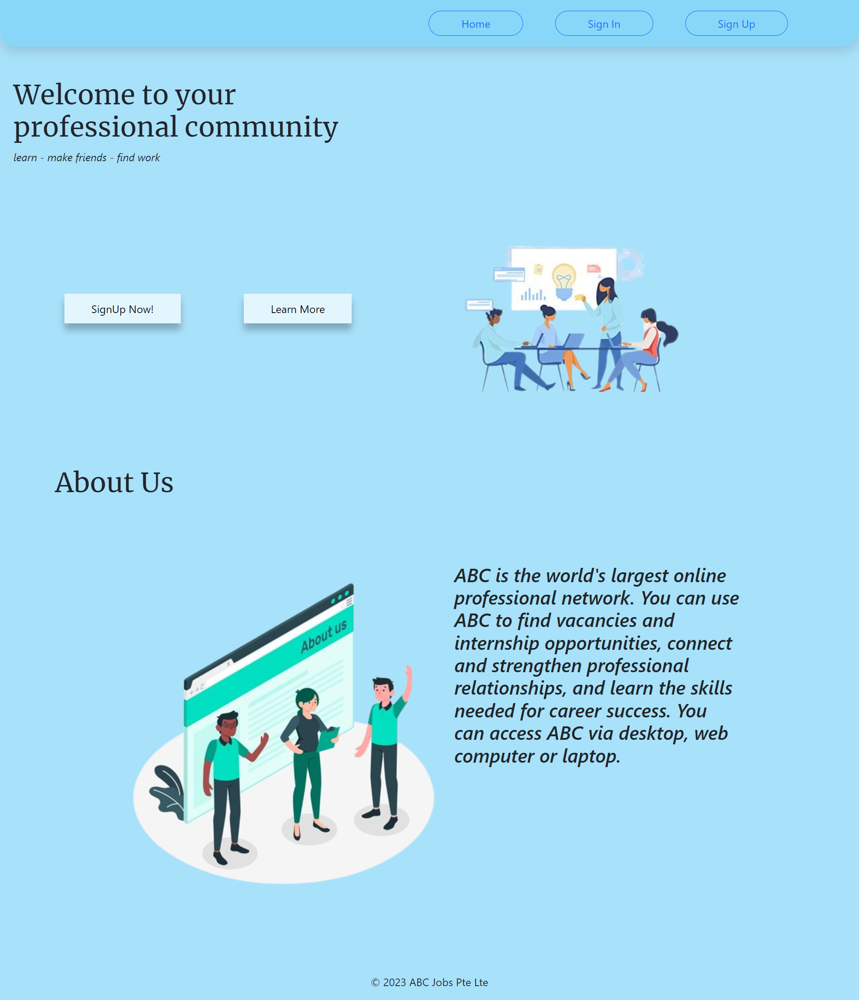 Home Sign In Sign Up
Welcome to your
professional community
learn - make friends - find work
SignUp Now! Learn More
About Us
About us
ABC is the world's largest online
professional network. You can use
ABC to find vacancies and
internship opportunities, connect
and strengthen professional
relationships, and learn the skills
needed for career success. You
can access ABC via desktop, web
computer or laptop.
© 2023 ABC Jobs Pte Lte